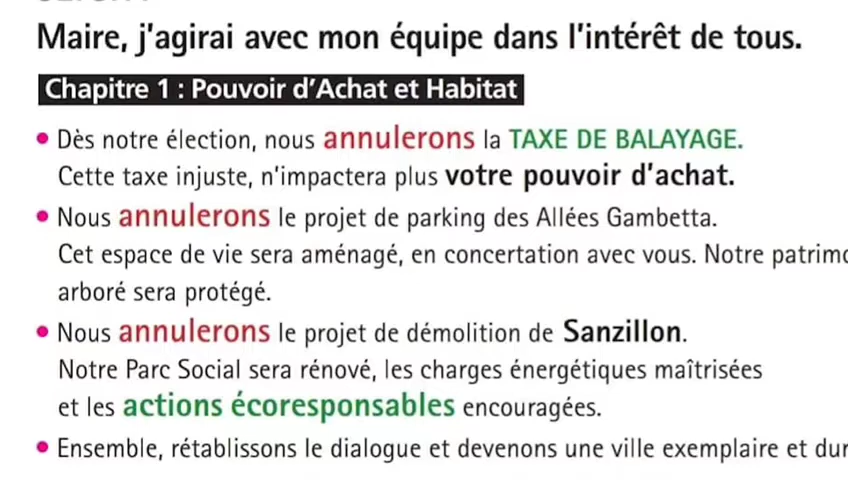 Maire, j'agirai avec mon équipe dans l'intérêt de tous.
Chapitre 1 : Pouvoir d'Achat et Habitat
• Dès notre élection, nous annulerons la TAXE DE BALAYAGE.
Cette taxe injuste, n'impactera plus votre pouvoir d'achat.
• Nous annulerons le projet de parking des Allées Gambetta.
Cet espace de vie sera aménagé, en concertation avec vous. Notre
arboré sera protégé.
• Nous annulerons le projet de démolition de Sanzillon.
Notre Parc Social sera rénové, les charges énergétiques maîtrisées
et les actions écoresponsables encouragées.
• Ensemble, rétablissons le dialogue et devenons une ville exemplaire et